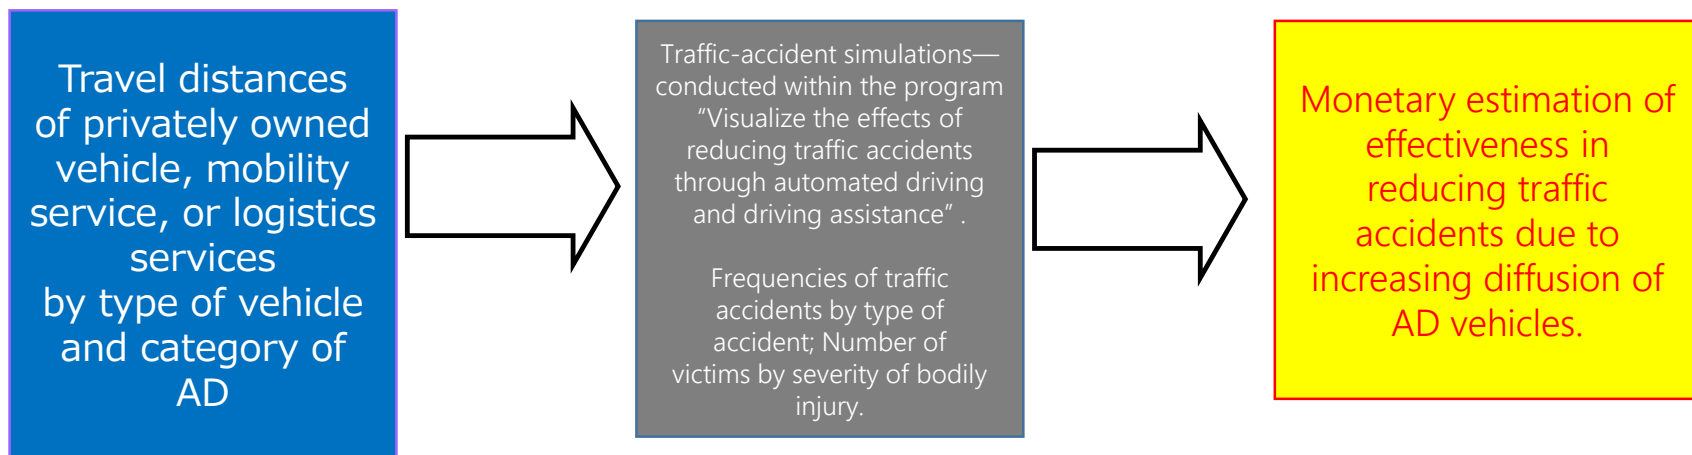 Travel distances
of privately owned
vehicle, mobility
service, or logistics
services
by type of vehicle
and category of
AD
Traffic-accident simulations—
conducted within the program
“Visualize the effects of
reducing traffic accidents
through automated driving
and driving assistance” .
Frequencies of traffic
accidents by type of
accident; Number of
victims by severity of bodily
injury.
Monetary estimation of
effectiveness in
reducing traffic
accidents due to
increasing diffusion of
AD vehicles.